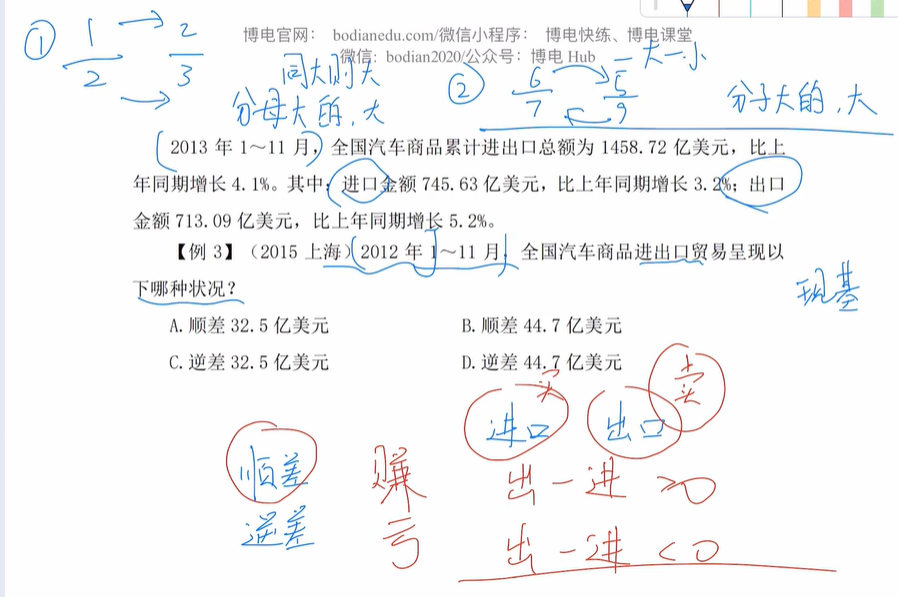 博电官网： bodianedu.com/微信小程序： 博电快练、博电课堂
微信：bodian2020/公众号：博电 Hub
① 1/2 2/3
同大则大
分母大的，大
② 6/7 5/9
一大一小
分子大的，大
2013 年 1～11 月，全国汽车商品累计进出口总额为 1458.72 亿美元，比上
年同期增长 4.1%。其中：进口金额 745.63 亿美元，比上年同期增长 3.2%；出口
金额 713.09 亿美元，比上年同期增长 5.2%。
【例 3】（2015 上海）2012 年 1～11 月，全国汽车商品进出口贸易呈现以
下哪种状况？
现基
A. 顺差 32.5 亿美元 B. 顺差 44.7 亿美元
C. 逆差 32.5 亿美元 D. 逆差 44.7 亿美元
买 卖
进口 出口
顺差 赚 出－进 >0
逆差 亏 出－进 <0